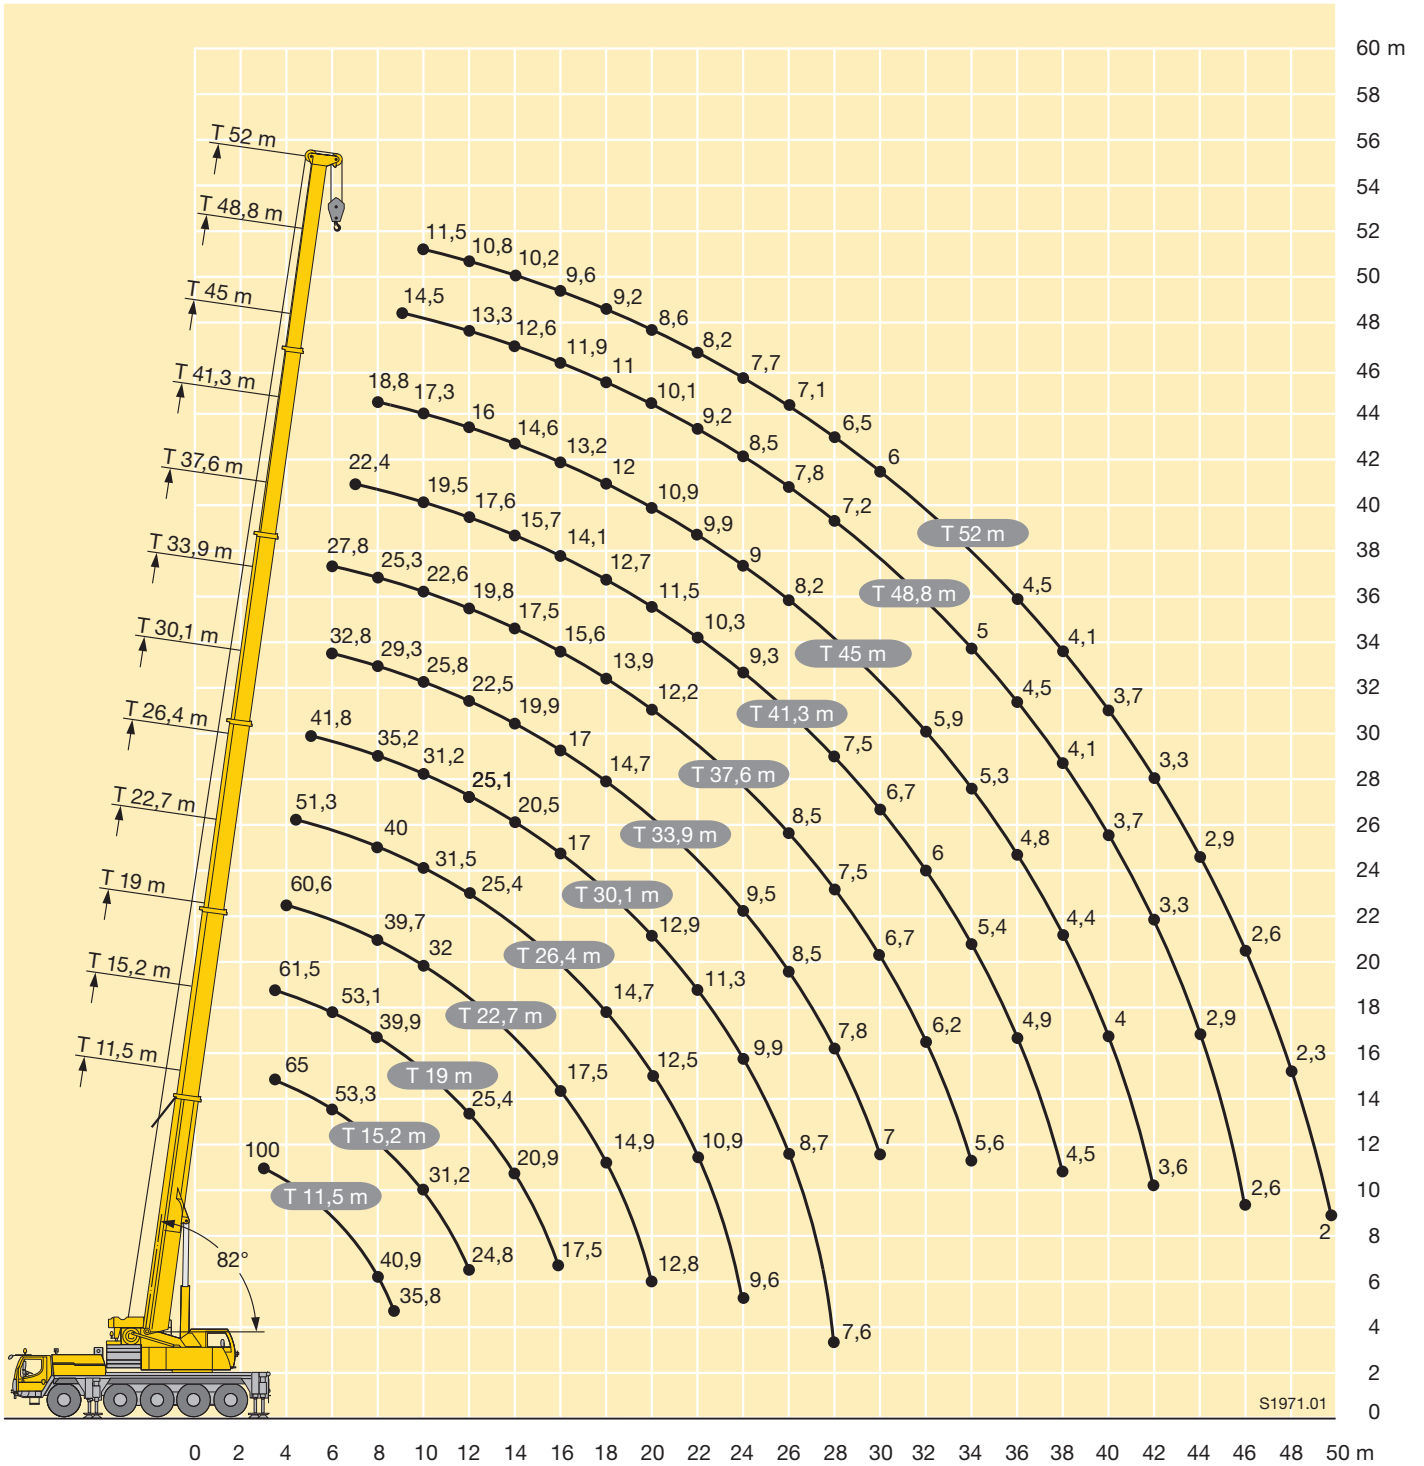 60 m
58
56
54
52
50
48
46
44
42
40
38
36
34
32
30
28
26
24
22
20
18
16
14
12
10
8
6
4
2
0
T 52 m
T 48,8 m
T 45 m
T 41,3 m
T 37,6 m
T 33,9 m
T 30,1 m
T 26,4 m
T 22,7 m
T 19 m
T 15,2 m
T 11,5 m
82°
11,5 10,8 10,2 9,6 9,2 8,6 8,2 7,7 7,1 6,5 6 T 52 m 4,5 4,1 3,7 3,3 2,9 2,6 2,3 2
14,5 13,3 12,6 11,9 11 10,1 9,2 8,5 7,8 7,2 T 48,8 m 5 4,5 4,1 3,7 3,3 2,9 2,6
18,8 17,3 16 14,6 13,2 12 10,9 9,9 9 8,2 T 45 m 5,9 5,3 4,8 4,4 4 3,6
22,4 19,5 17,6 15,7 14,1 12,7 11,5 10,3 9,3 T 41,3 m 7,5 6,7 6 5,4 4,9 4,5
27,8 25,3 22,6 19,8 17,5 15,6 13,9 12,2 T 37,6 m 8,5 7,5 6,7 6,2 5,6
32,8 29,3 25,8 22,5 19,9 17 14,7 T 33,9 m 9,5 8,5 7,8 7
41,8 35,2 31,2 25,1 20,5 17 T 30,1 m 12,9 11,3 9,9 8,7 7,6
51,3 40 31,5 25,4 T 26,4 m 14,7 12,5 10,9 9,6
60,6 39,7 32 T 22,7 m 17,5 14,9 12,8
61,5 53,1 39,9 T 19 m 25,4 20,9 17,5
65 53,3 T 15,2 m 31,2 24,8
100 T 11,5 m 40,9 35,8
S1971.01
0 2 4 6 8 10 12 14 16 18 20 22 24 26 28 30 32 34 36 38 40 42 44 46 48 50 m